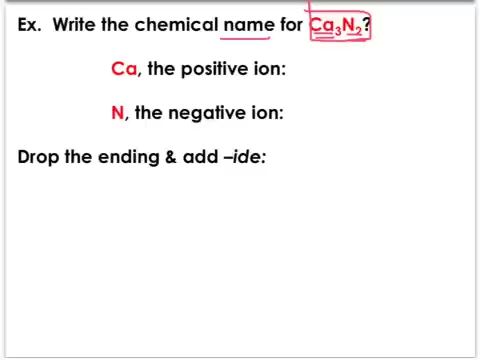 Ex. Write the chemical name for Ca₃N₂?
Ca, the positive ion:
N, the negative ion:
Drop the ending & add –ide: